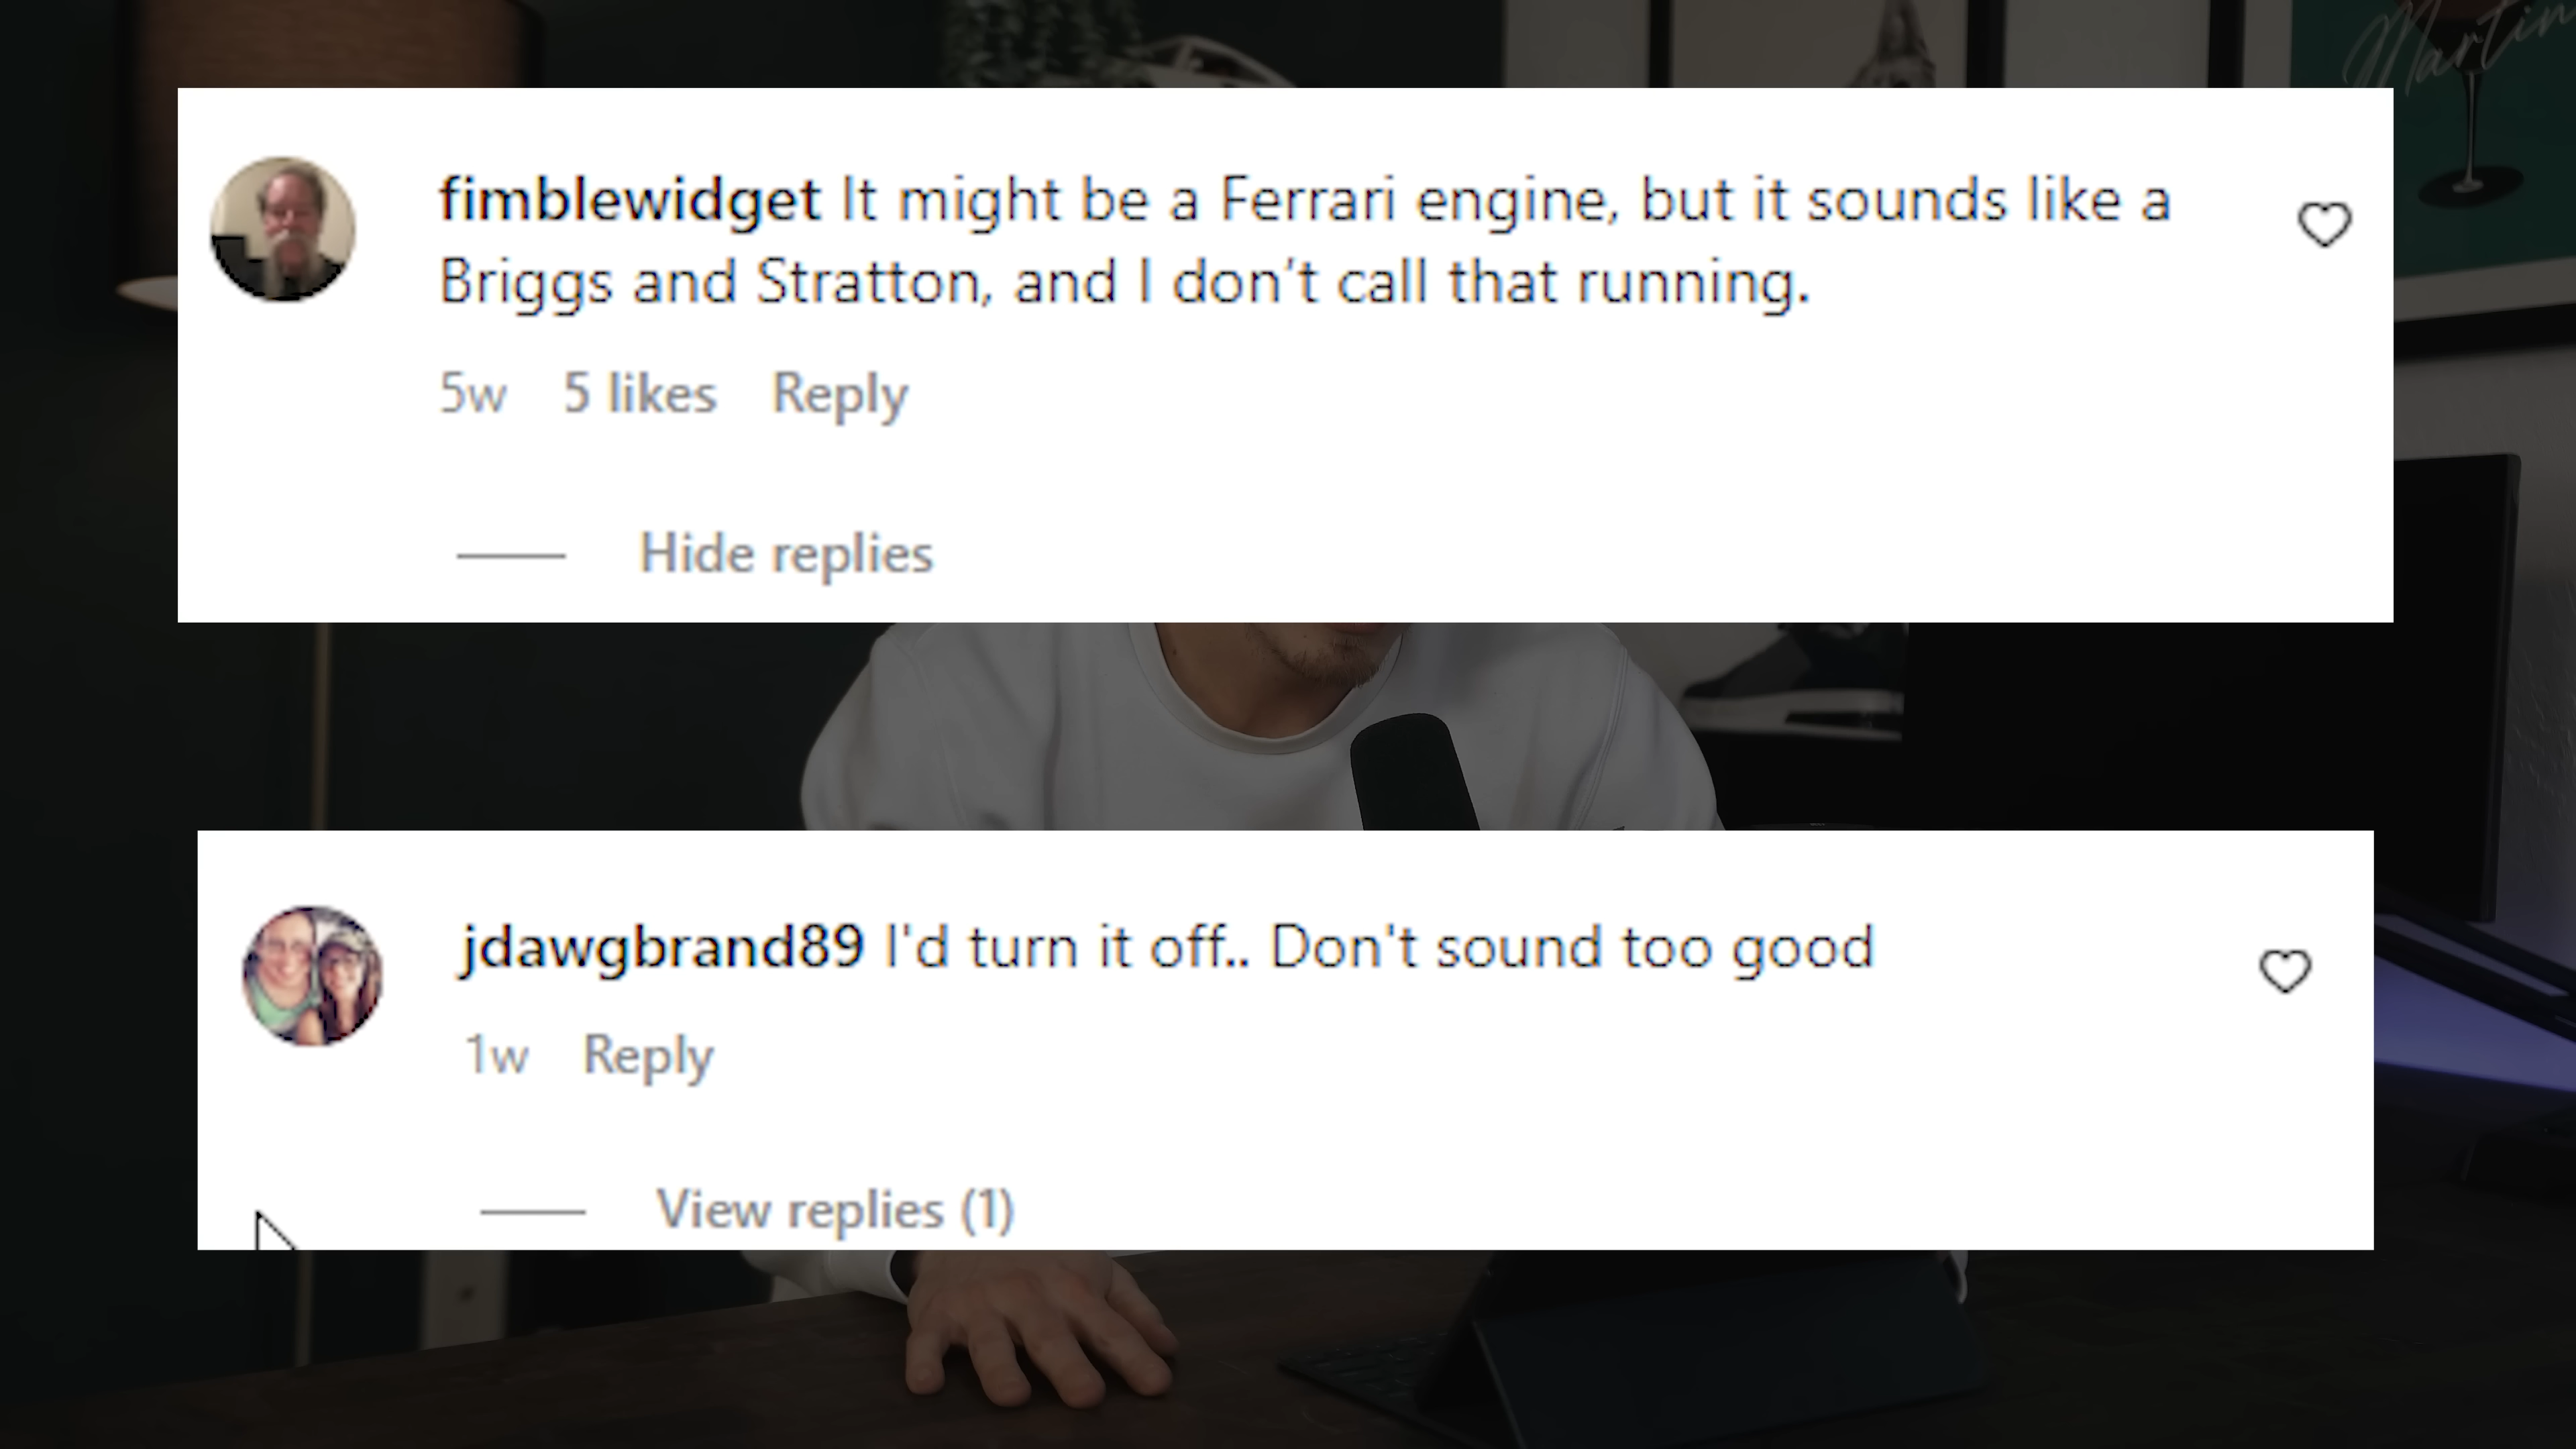 Martin
fimblewidget It might be a Ferrari engine, but it sounds like a
Briggs and Stratton, and I don’t call that running.
5w 5 likes Reply
Hide replies
jdawgbrand89 I'd turn it off.. Don't sound too good
1w Reply
View replies (1)